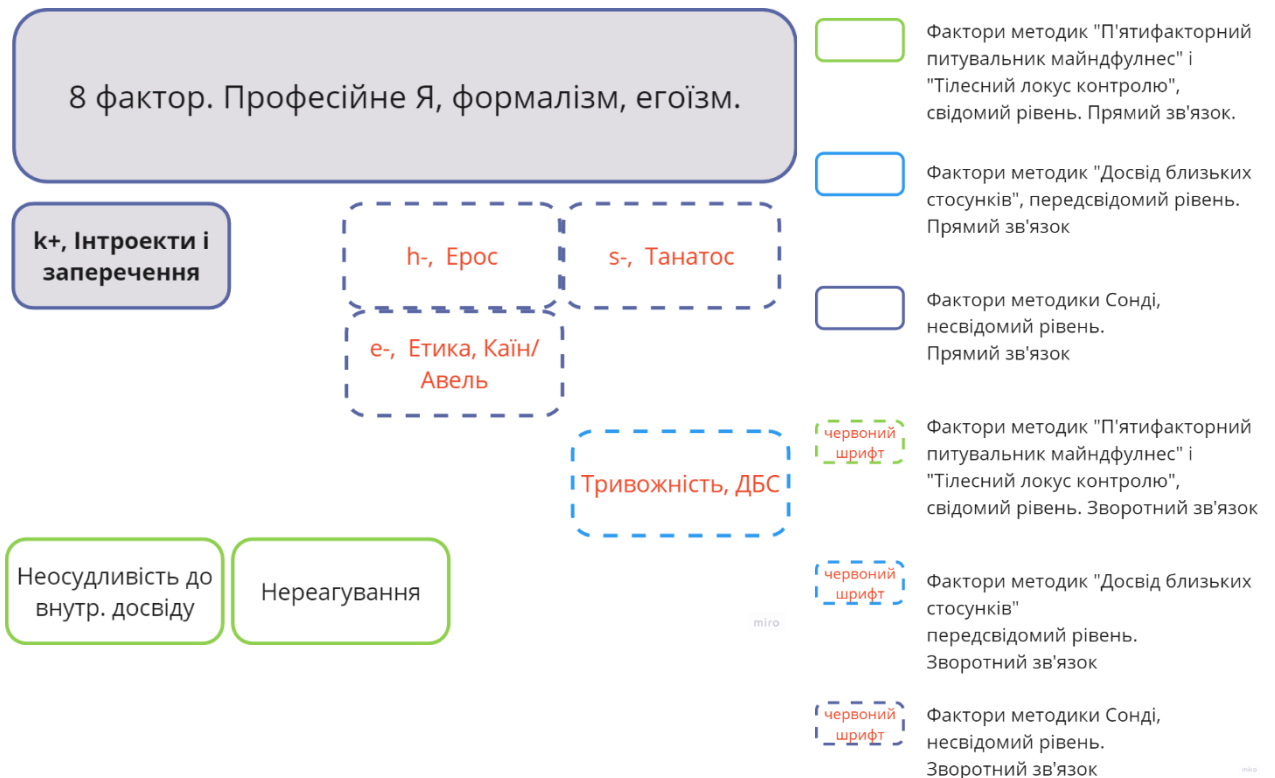 8 фактор. Професійне Я, формалізм, егоїзм.
k+, Інтроекти і
заперечення
h-, Ерос
s-, Танатос
e-, Етика, Каїн/
Авель
Тривожність, ДБС
Неосудливість до
внутр. досвіду
Нереагування
miro
Фактори методик "П'ятифакторний
питувальник майндфулнес" і
"Тілесний локус контролю",
свідомий рівень. Прямий зв'язок.
Фактори методик "Досвід близьких
стосунків", передсвідомий рівень.
Прямий зв'язок
Фактори методики Сонді,
несвідомий рівень.
Прямий зв'язок
червоний
шрифт
Фактори методик "П'ятифакторний
питувальник майндфулнес" і
"Тілесний локус контролю",
свідомий рівень. Зворотний зв'язок
червоний
шрифт
Фактори методик "Досвід близьких
стосунків"
передсвідомий рівень.
Зворотний зв'язок
червоний
шрифт
Фактори методики Сонді,
несвідомий рівень.
Зворотний зв'язок
miro